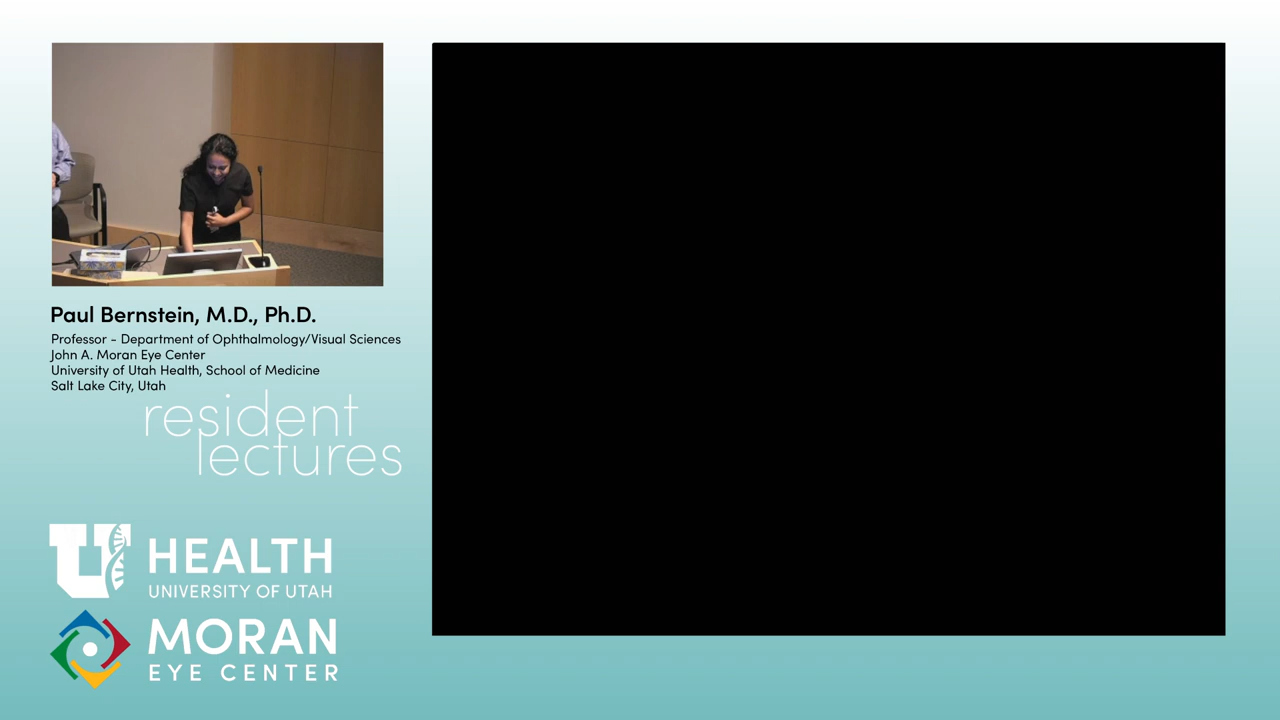 Paul Bernstein, M.D., Ph.D.
Professor - Department of Ophthalmology/Visual Sciences
John A. Moran Eye Center
University of Utah Health, School of Medicine
Salt Lake City, Utah
resident
lectures
U HEALTH
UNIVERSITY OF UTAH
MORAN
EYE CENTER